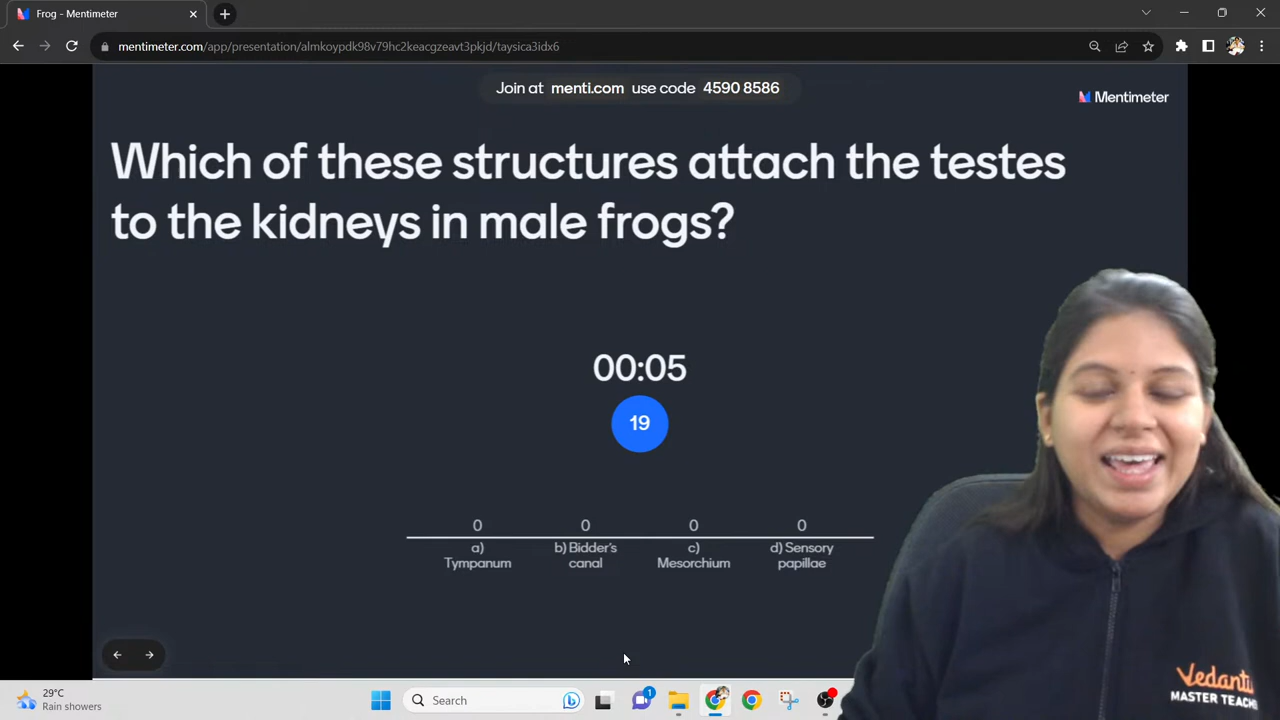 Frog - Mentimeter
mentimeter.com/app/presentation/almkoypdk98v79hc2keacgzeavt3pkjd/taysica3idx6
Join at menti.com use code 4590 8586
Mentimeter
Which of these structures attach the testes
to the kidneys in male frogs?
00:05
19
0 0 0 0
a) b) Bidder's c) d) Sensory
Tympanum canal Mesorchium papillae
Vedantu
MASTER TEACHER
29°C
Rain showers
Search
1